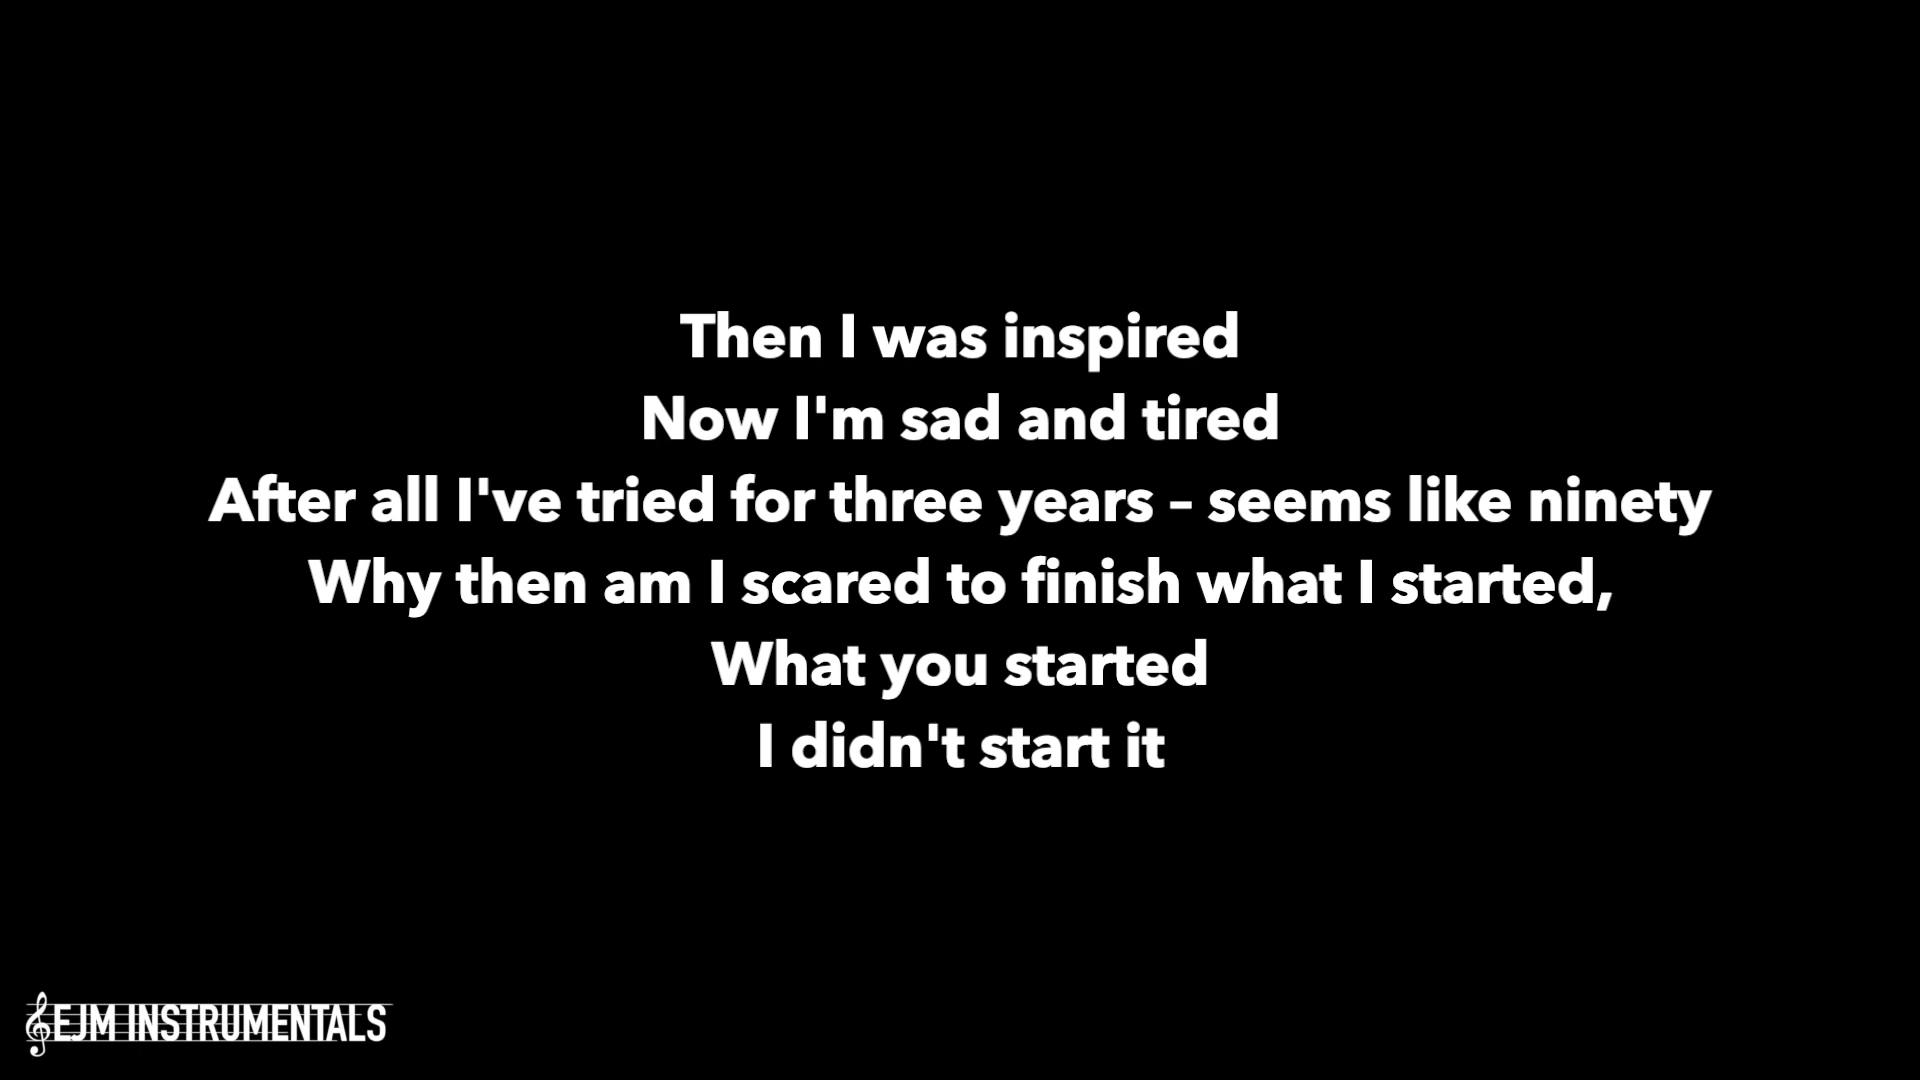 Then I was inspired
Now I'm sad and tired
After all I've tried for three years – seems like ninety
Why then am I scared to finish what I started,
What you started
I didn't start it
EJM INSTRUMENTALS